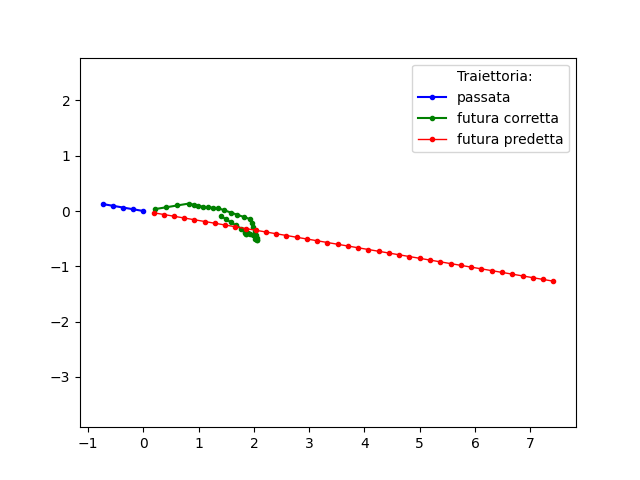 Traiettoria:
passata
futura corretta
futura predetta
2
1
0
−1
−2
−3
−1 0 1 2 3 4 5 6 7